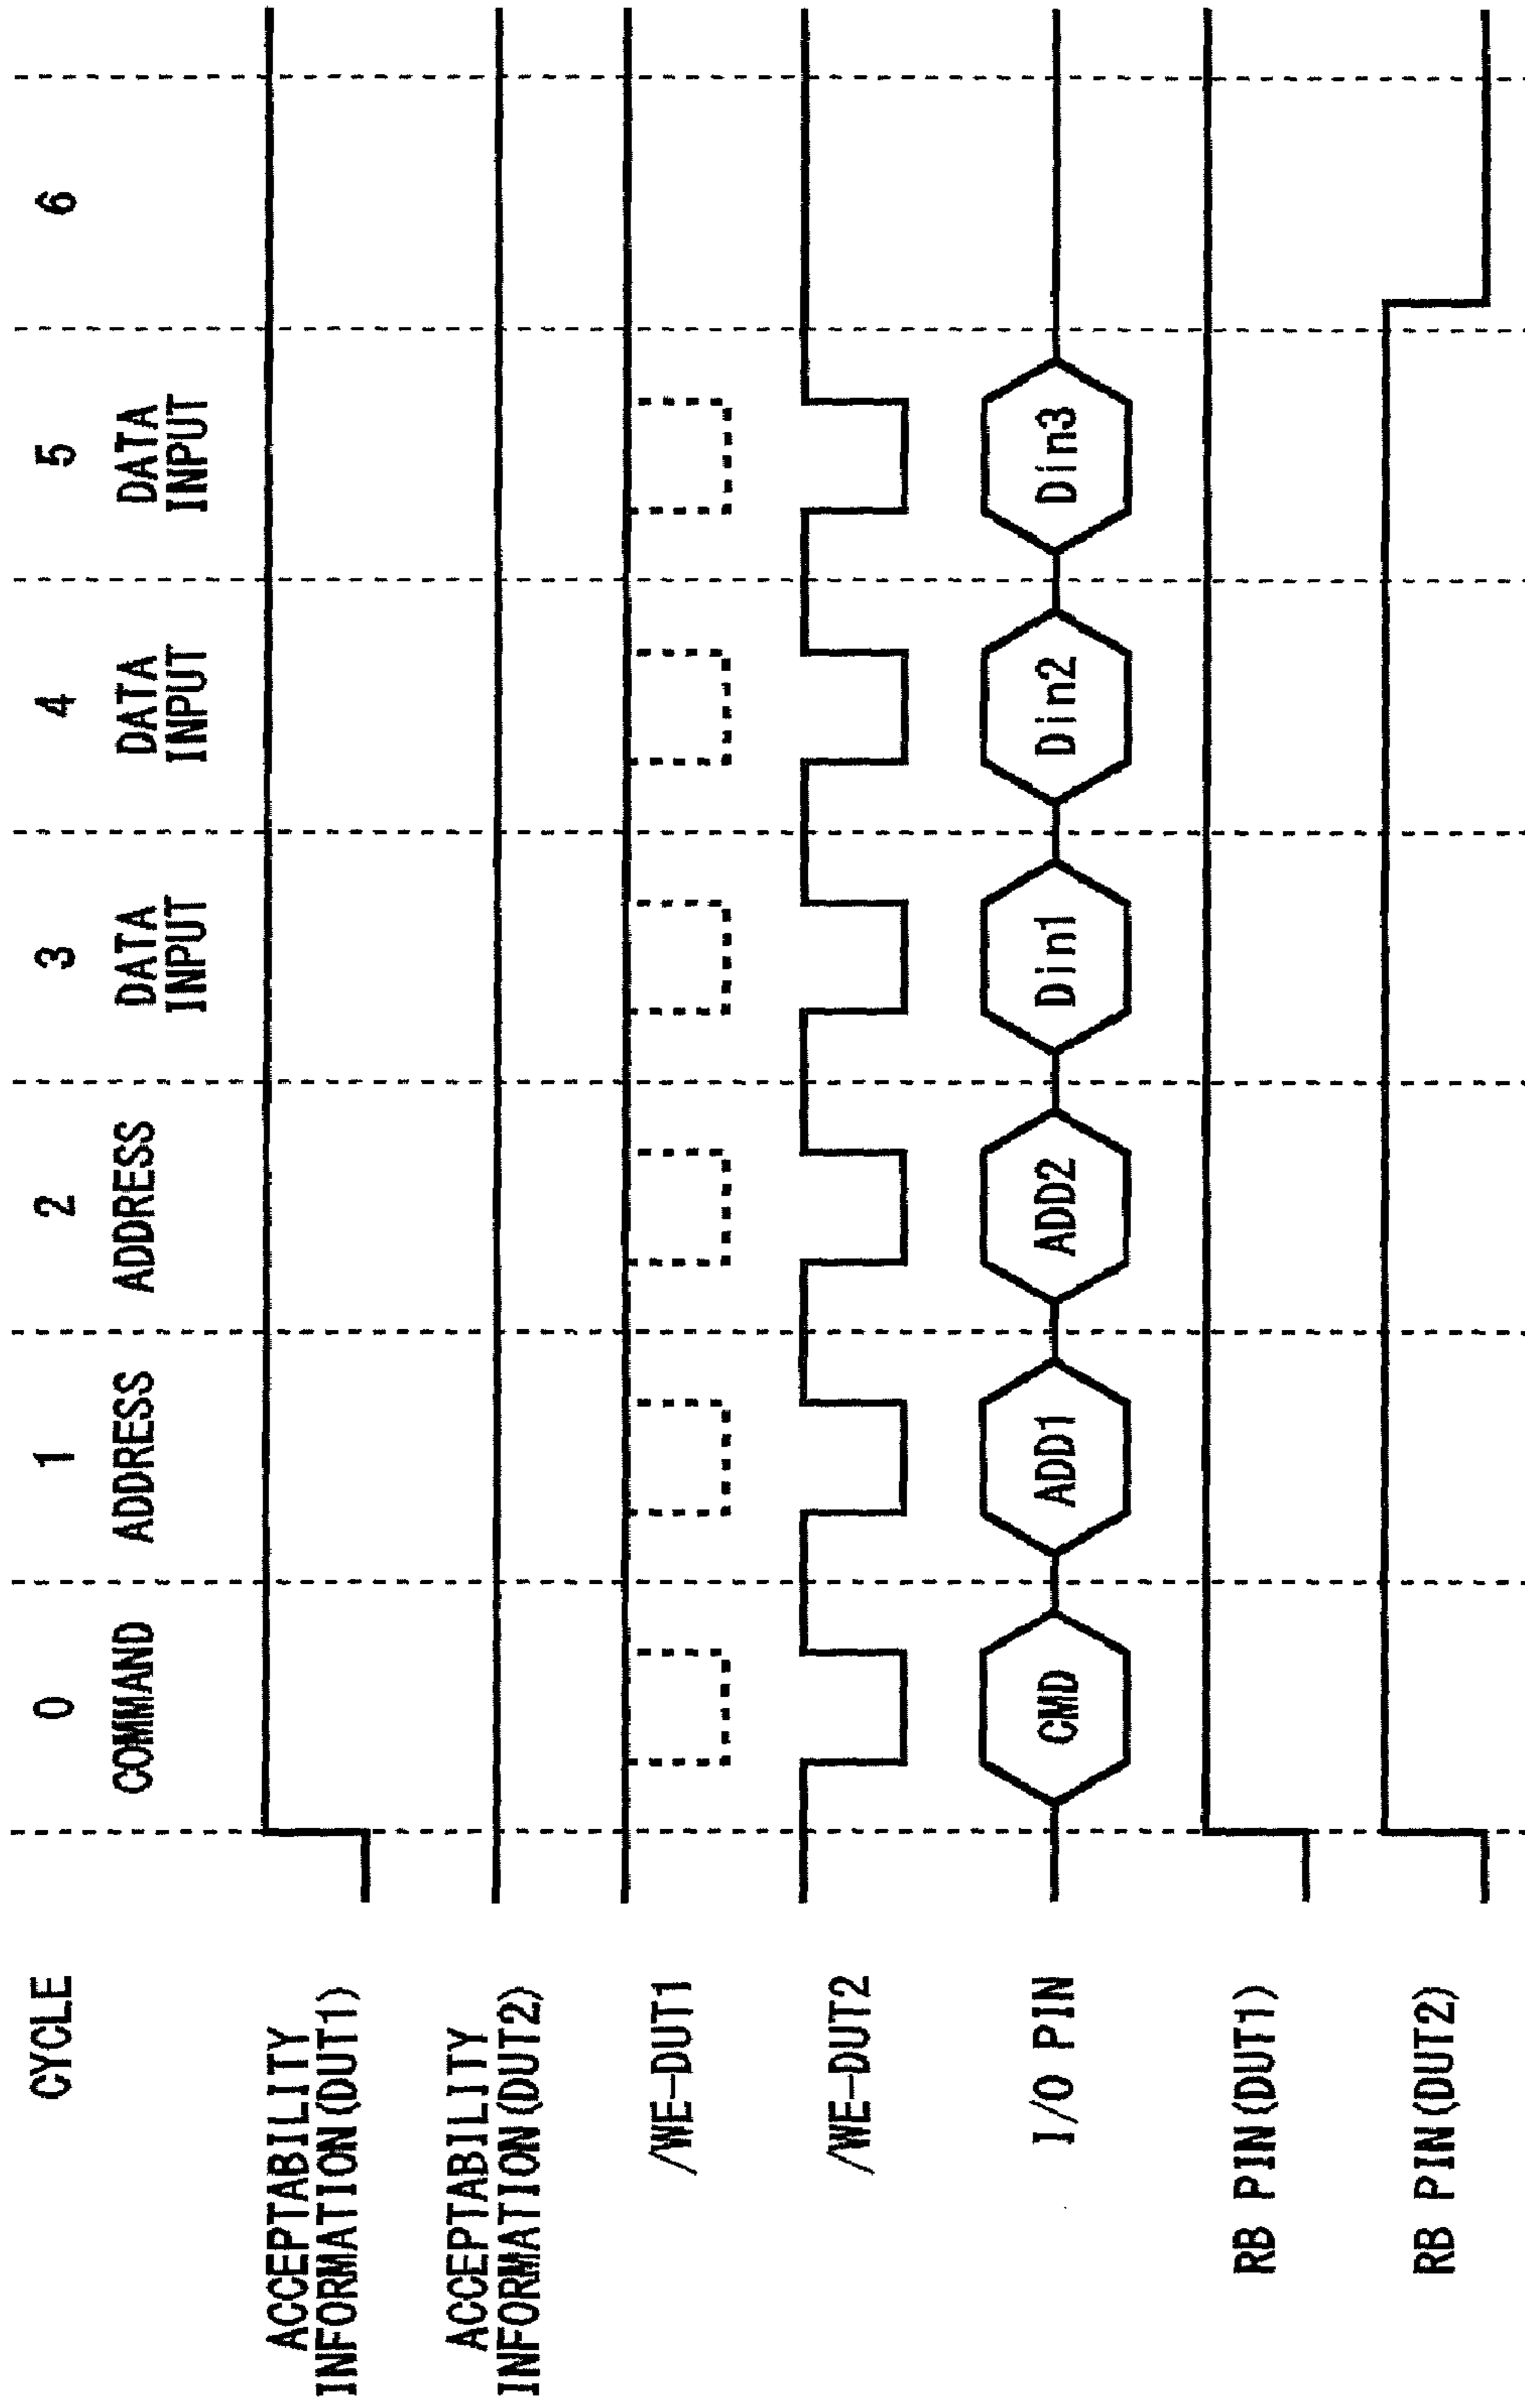 CYCLE 0 1 2 3 4 5 6
COMMAND ADDRESS ADDRESS DATA INPUT DATA INPUT DATA INPUT
ACCEPTABILITY
INFORMATION(DUT1)
ACCEPTABILITY
INFORMATION(DUT2)
/WE-DUT1
/WE-DUT2
I/O PIN CMD ADD1 ADD2 Din1 Din2 Din3
RB PIN(DUT1)
RB PIN(DUT2)